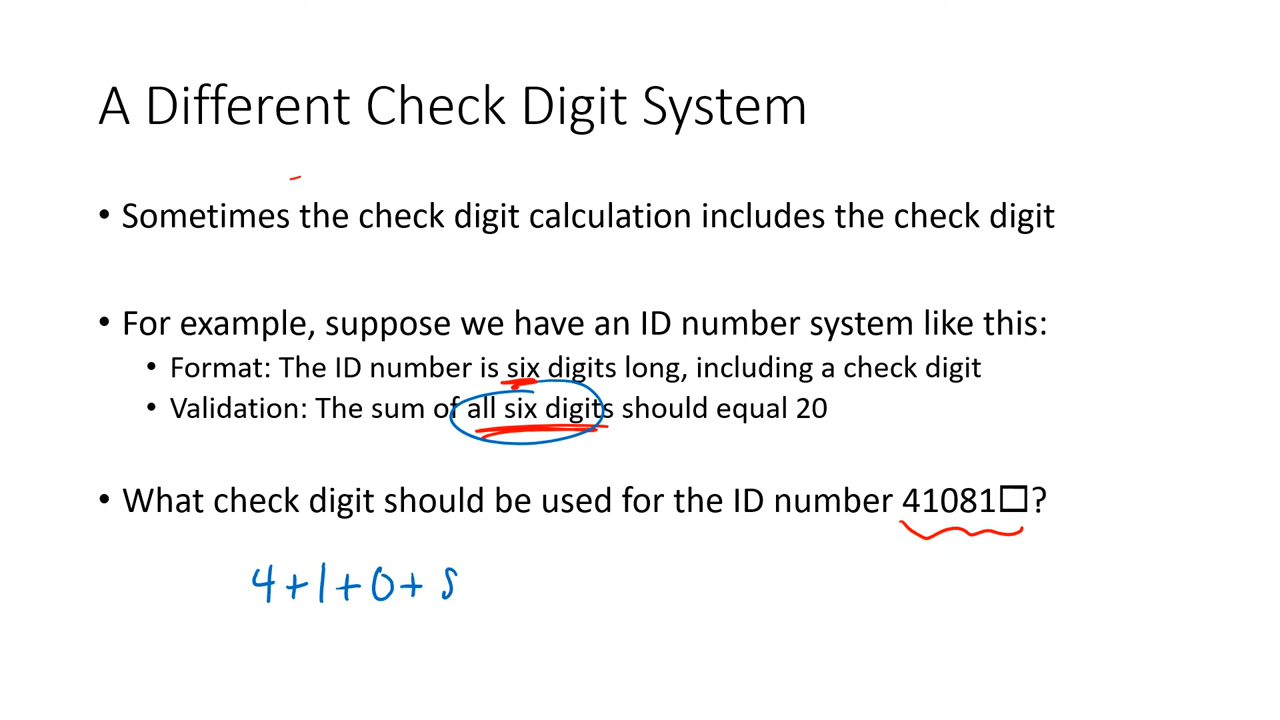 A Different Check Digit System
• Sometimes the check digit calculation includes the check digit
• For example, suppose we have an ID number system like this:
• Format: The ID number is six digits long, including a check digit
• Validation: The sum of all six digits should equal 20
• What check digit should be used for the ID number 41081□?
4+1+0+